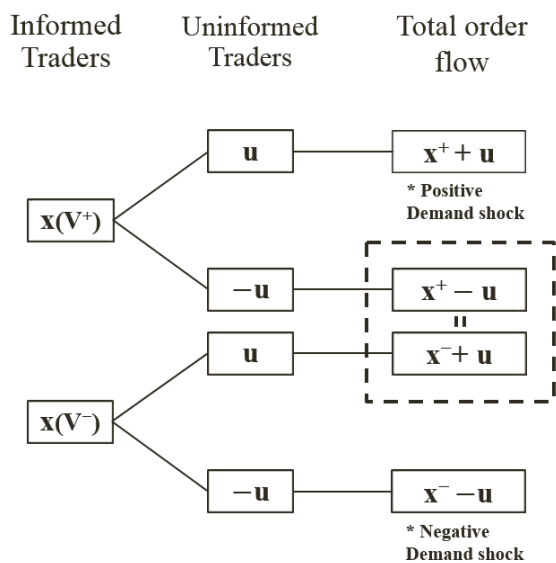 Informed
Traders
Uninformed
Traders
Total order
flow
u
x⁺ + u
* Positive
Demand shock
x(V⁺)
−u
x⁺ − u
=
u
x⁻ + u
x(V⁻)
−u
x⁻ − u
* Negative
Demand shock